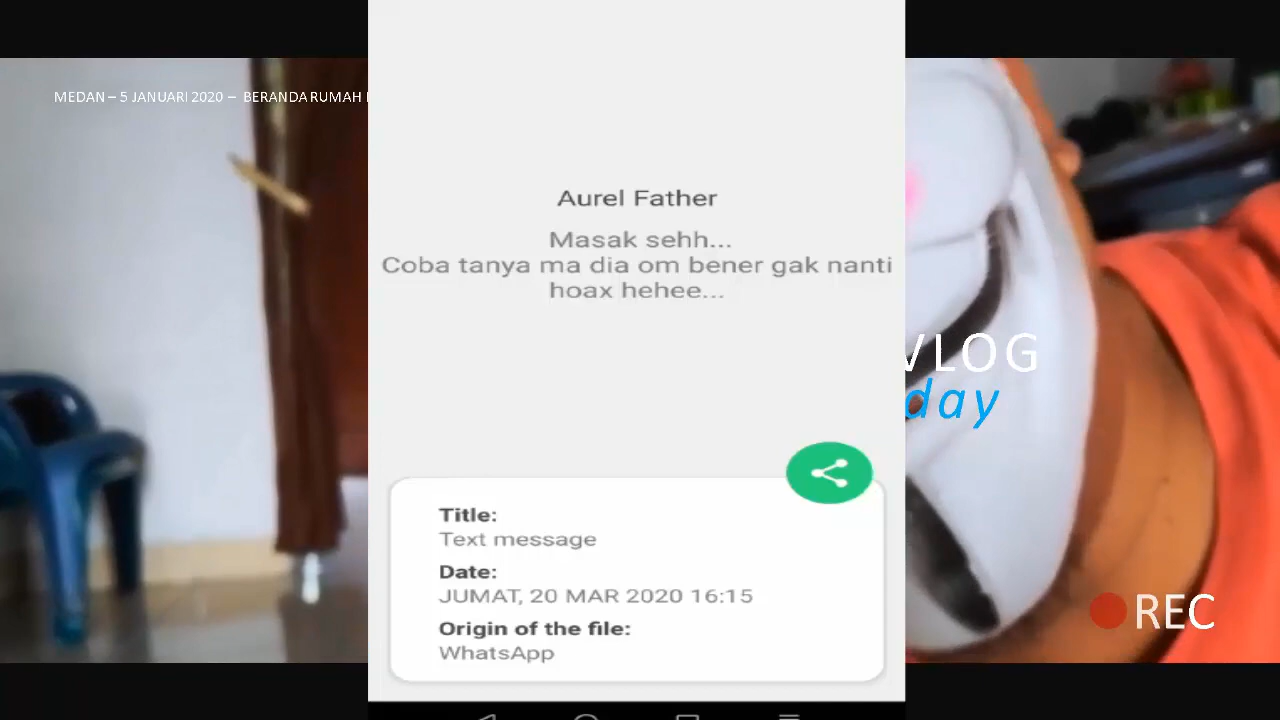 MEDAN – 5 JANUARI 2020 – BERANDA RUMAH
Aurel Father
Masak sehh...
Coba tanya ma dia om bener gak nanti
hoax hehee...
VLOG
day
Title:
Text message
Date:
JUMAT, 20 MAR 2020 16:15
Origin of the file:
WhatsApp
REC